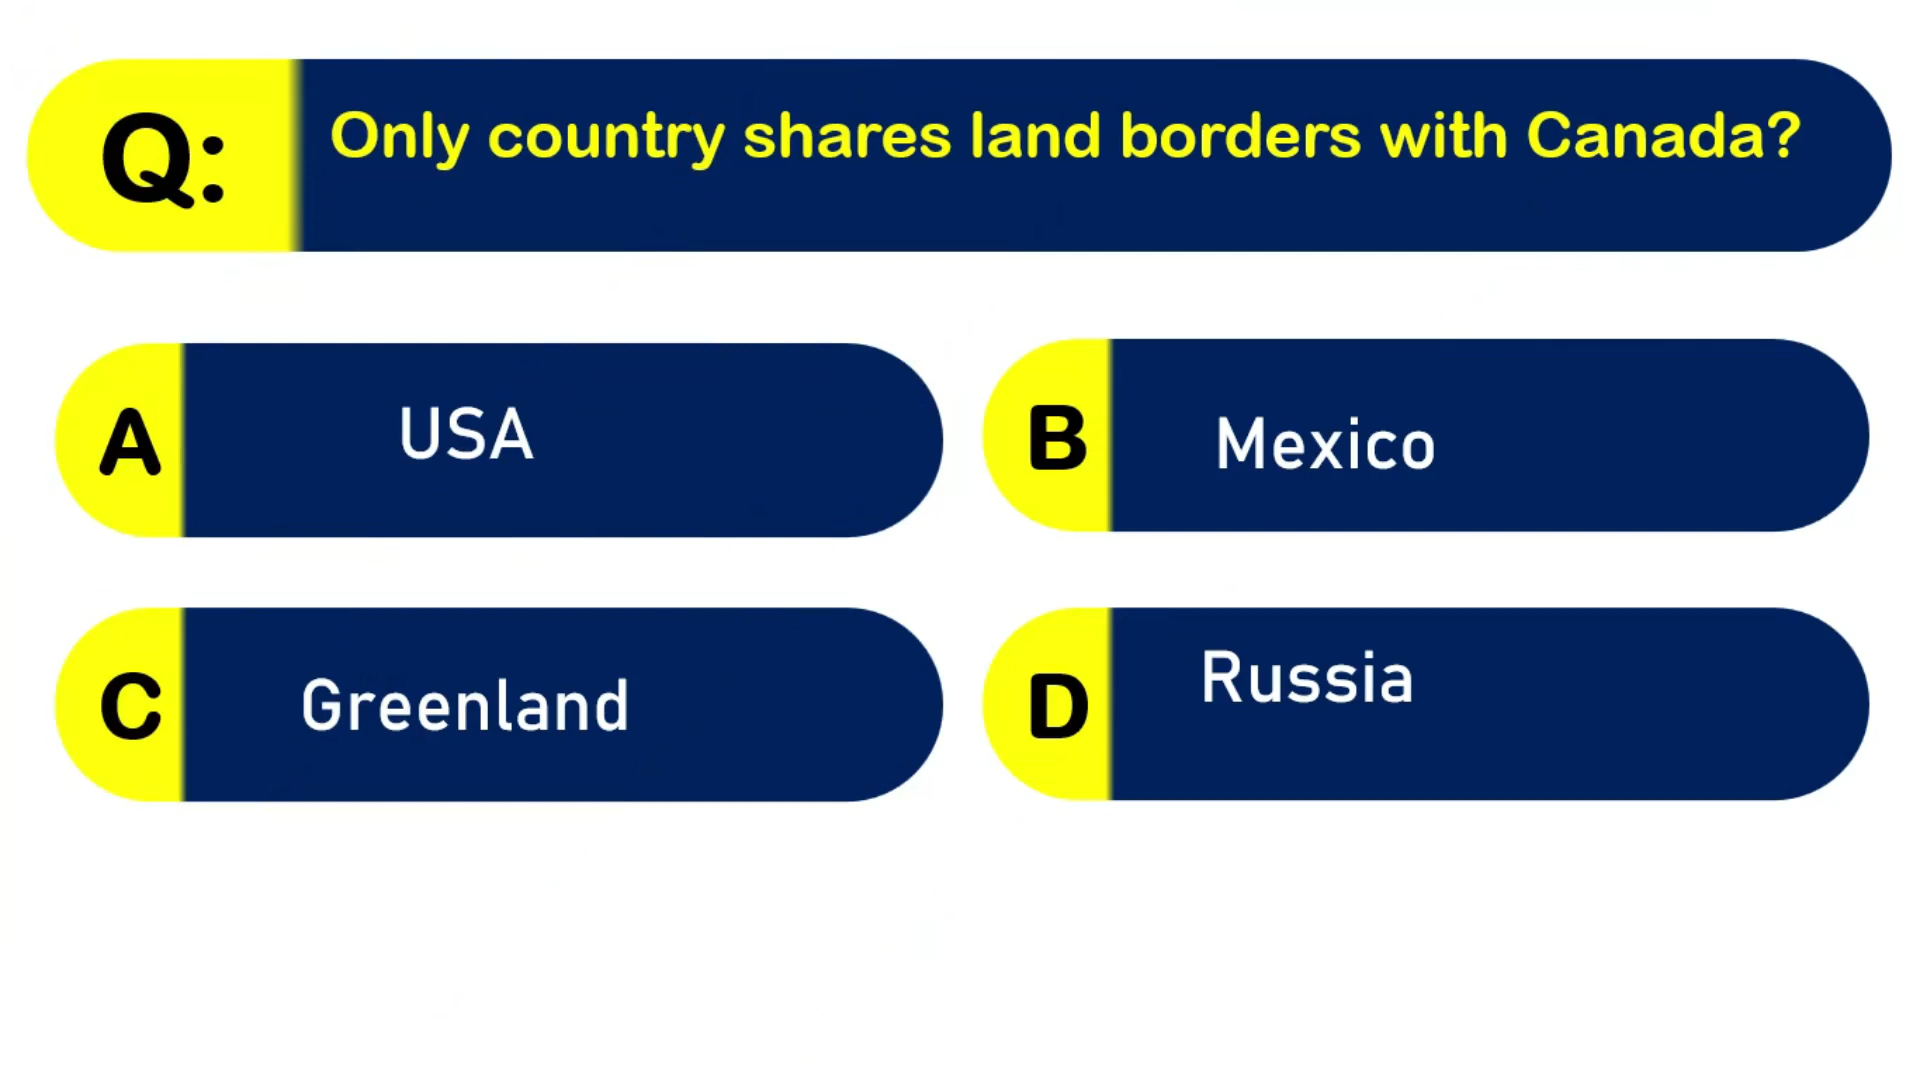 Q: Only country shares land borders with Canada?
A USA
B Mexico
C Greenland
D Russia